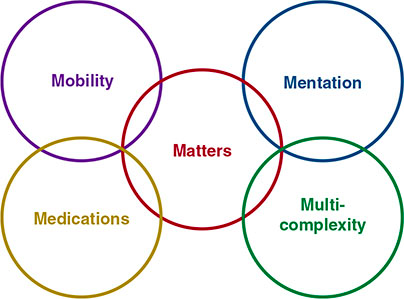 Mobility
Mentation
Matters
Medications
Multi-
complexity